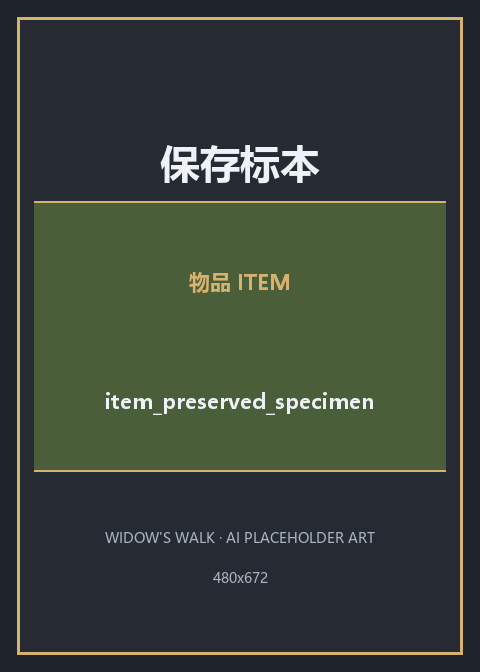 保存标本
物品 ITEM
item_preserved_specimen
WIDOW'S WALK · AI PLACEHOLDER ART
480x672